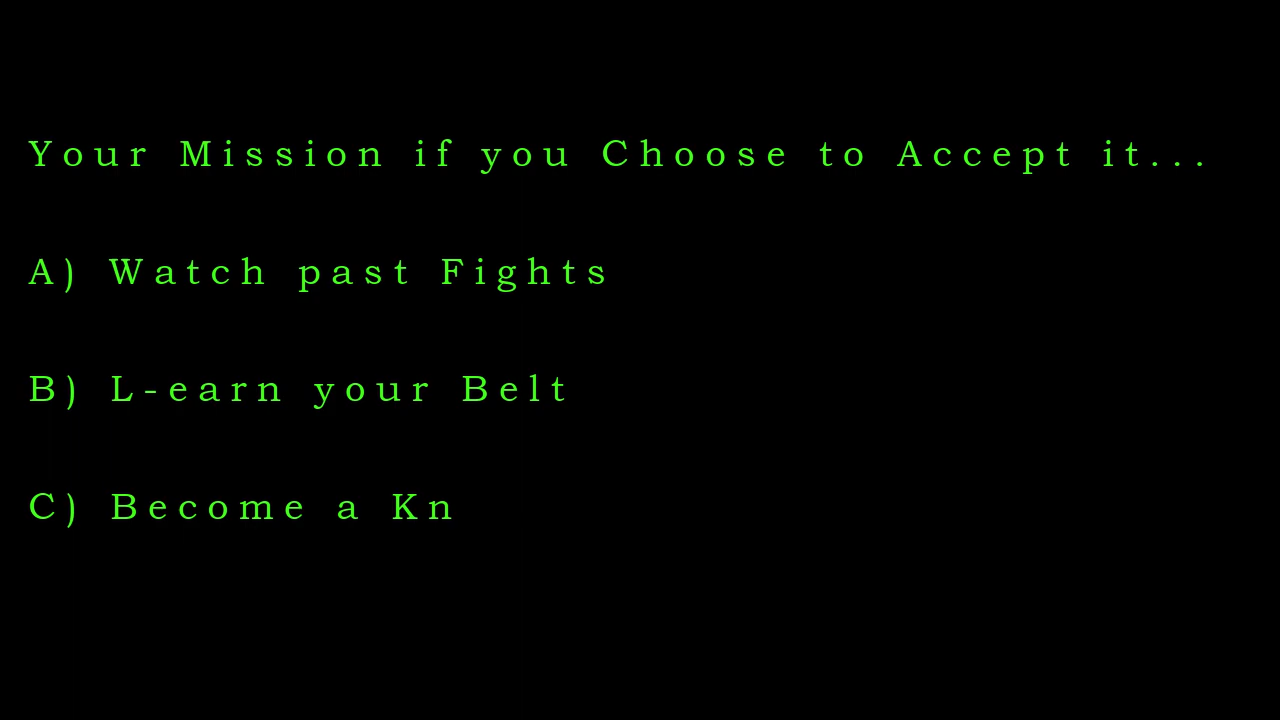 Your Mission if you Choose to Accept it...
A) Watch past Fights
B) L-earn your Belt
C) Become a Kn